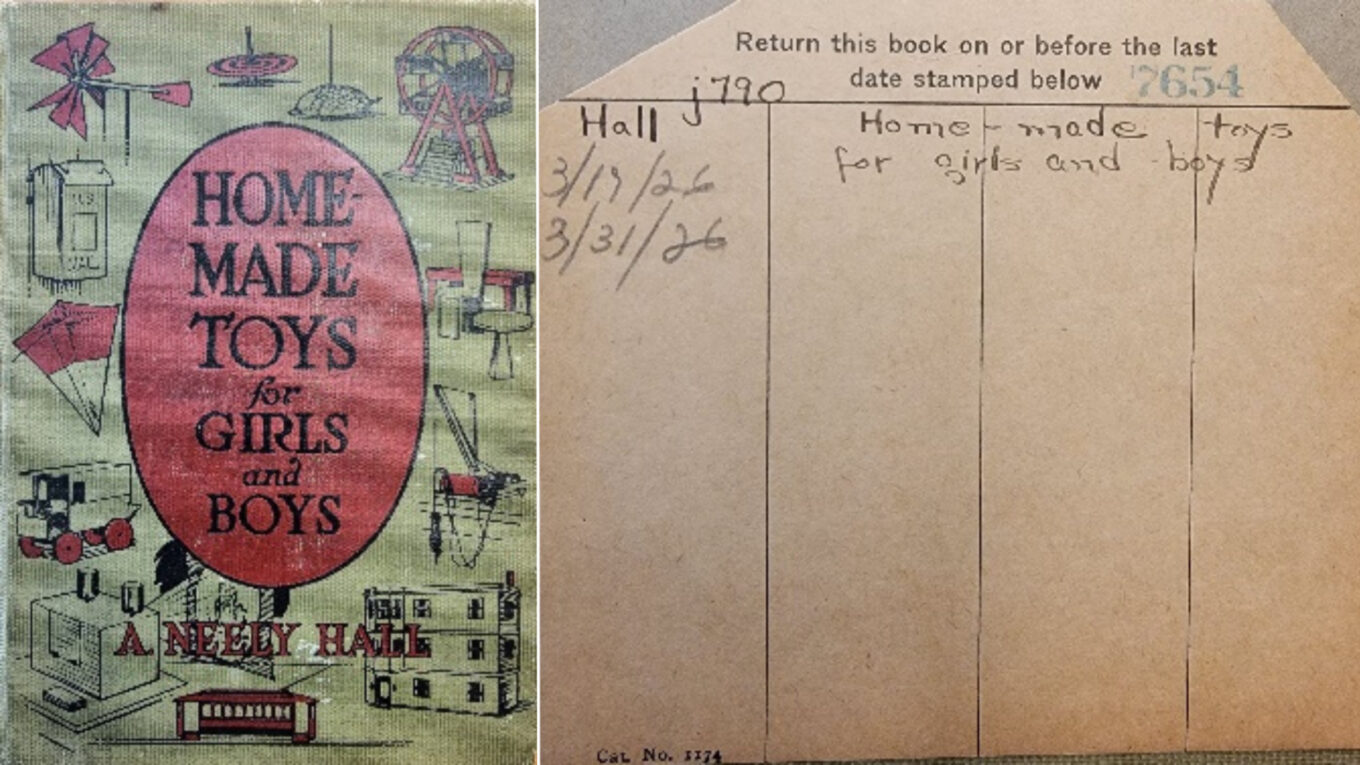 HOME-
MADE
TOYS
for
GIRLS
and
BOYS
A. NEELY HALL
U.S.
MAIL
Return this book on or before the last
date stamped below 7654
j790
Hall
Home-made toys
for girls and boys
3/19/26
3/31/26
Cat. No. 1174